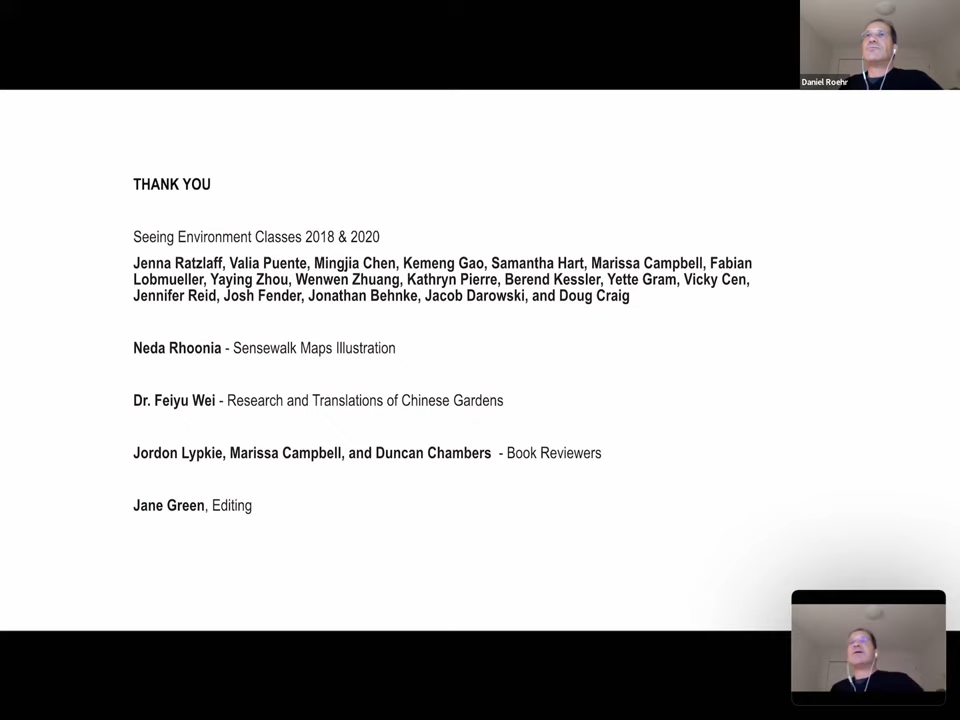 Daniel Roehr
THANK YOU
Seeing Environment Classes 2018 & 2020
Jenna Ratzlaff, Valia Puente, Mingjia Chen, Kemeng Gao, Samantha Hart, Marissa Campbell, Fabian
Lobmueller, Yaying Zhou, Wenwen Zhuang, Kathryn Pierre, Berend Kessler, Yette Gram, Vicky Cen,
Jennifer Reid, Josh Fender, Jonathan Behnke, Jacob Darowski, and Doug Craig
Neda Rhoonia - Sensewalk Maps Illustration
Dr. Feiyu Wei - Research and Translations of Chinese Gardens
Jordon Lypkie, Marissa Campbell, and Duncan Chambers - Book Reviewers
Jane Green, Editing